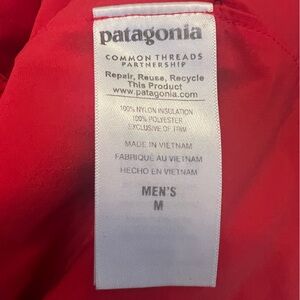 patagonia
COMMON THREADS
PARTNERSHIP
Repair, Reuse, Recycle
This Product
www.patagonia.com
100% NYLON INSULATION
100% POLYESTER
EXCLUSIVE OF TRIM
MADE IN VIETNAM
FABRIQUÉ AU VIETNAM
HECHO EN VIETNAM
MEN'S
M